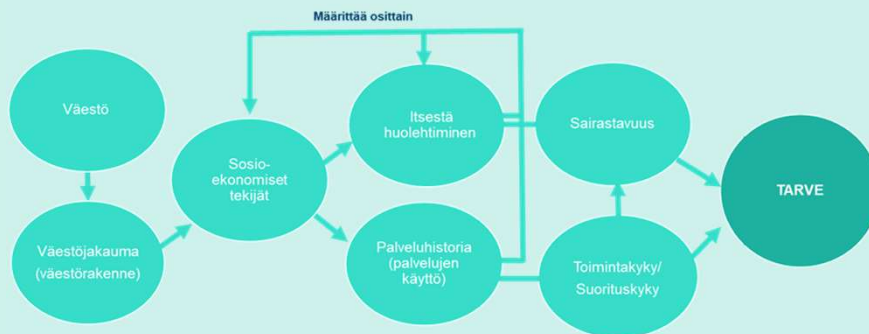 Määrittää osittain
Väestö
Väestöjakauma
(väestörakenne)
Sosio-
ekonomiset
tekijät
Itsestä
huolehtiminen
Palveluhistoria
(palvelujen
käyttö)
Sairastavuus
Toimintakyky/
Suorituskyky
TARVE